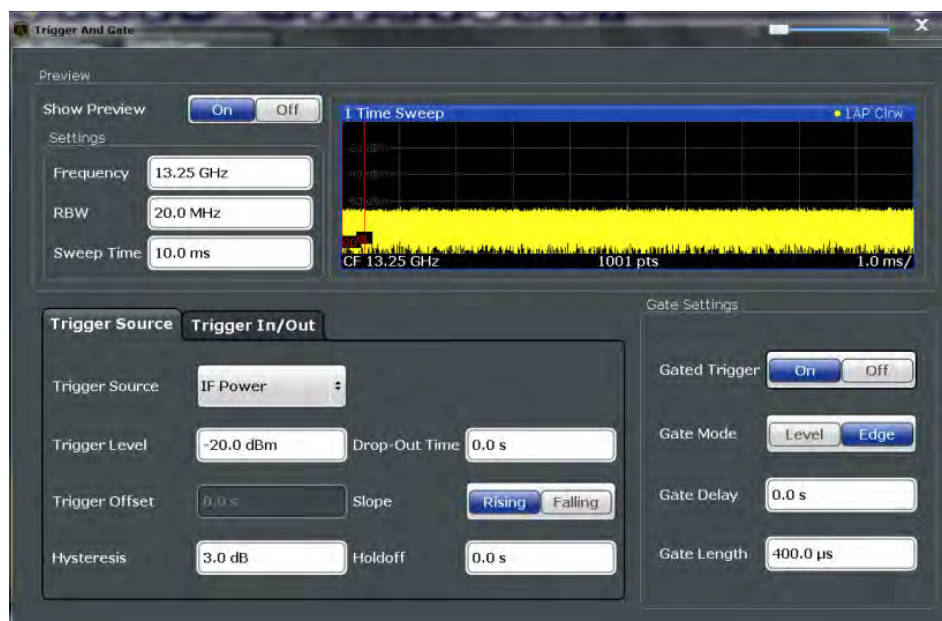 Trigger And Gate
X
Preview
Show Preview On Off
Settings
Frequency 13.25 GHz
RBW 20.0 MHz
Sweep Time 10.0 ms
1 Time Sweep
1AP Clrw
CF 13.25 GHz 1001 pts 1.0 ms/
Trigger Source Trigger In/Out
Trigger Source IF Power
Trigger Level -20.0 dBm Drop-Out Time 0.0 s
Trigger Offset 0.0 s Slope Rising Falling
Hysteresis 3.0 dB Holdoff 0.0 s
Gate Settings
Gated Trigger On Off
Gate Mode Level Edge
Gate Delay 0.0 s
Gate Length 400.0 µs